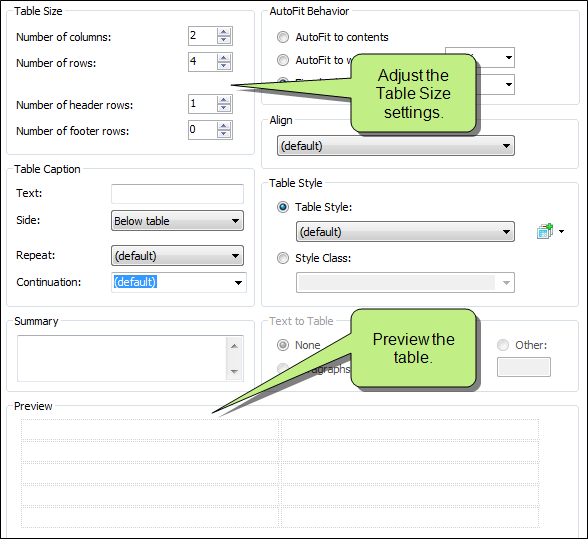 Table Size
Number of columns: 2
Number of rows: 4
Number of header rows: 1
Number of footer rows: 0
AutoFit Behavior
AutoFit to contents
AutoFit to
Adjust the
Table Size
settings.
Align
(default)
Table Caption
Text:
Side: Below table
Repeat: (default)
Continuation: (default)
Table Style
Table Style:
(default)
Style Class:
Summary
Text to Table
None
Other:
Preview the
table.
Preview